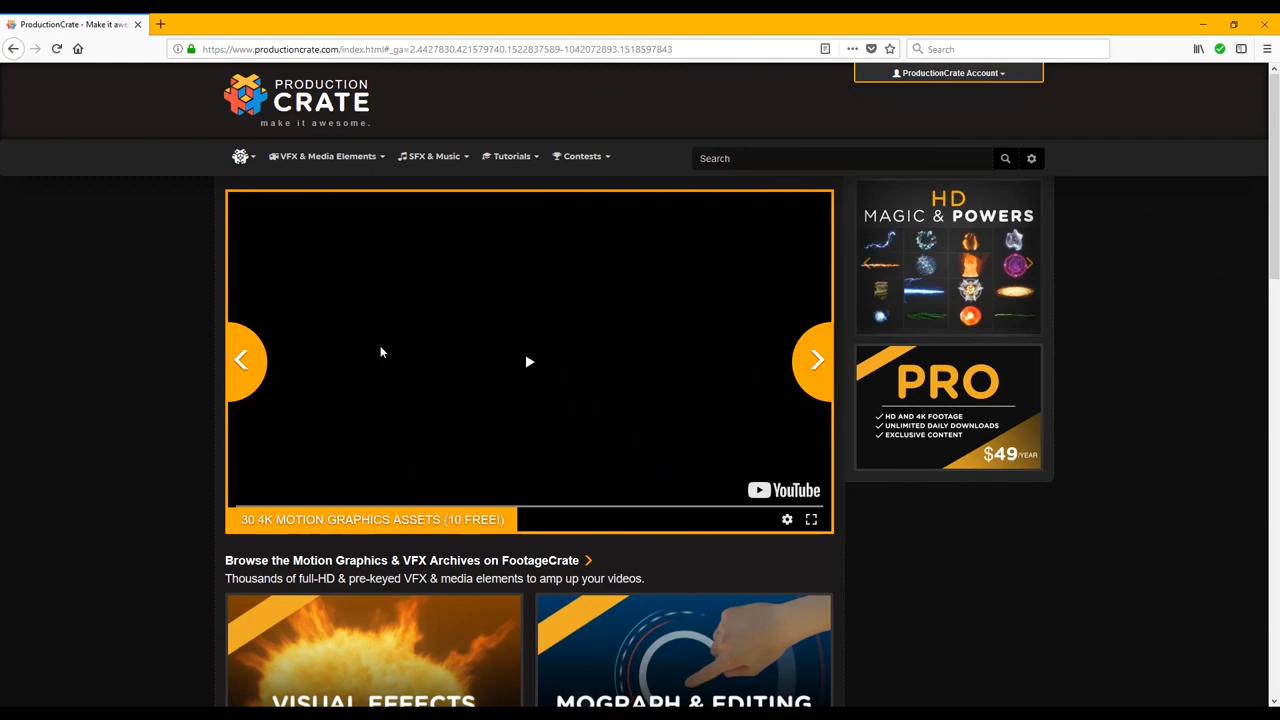 ProductionCrate - Make it awe
https://www.productioncrate.com/index.html#_ga=2.4427830.421579740.1522837589-1042072893.1518597843
Search
ProductionCrate Account
PRODUCTION
CRATE
make it awesome.
VFX & Media Elements
SFX & Music
Tutorials
Contests
Search
HD
MAGIC & POWERS
YouTube
30 4K MOTION GRAPHICS ASSETS (10 FREE!)
PRO
HD AND 4K FOOTAGE
UNLIMITED DAILY DOWNLOADS
EXCLUSIVE CONTENT
$49/YEAR
Browse the Motion Graphics & VFX Archives on FootageCrate
Thousands of full-HD & pre-keyed VFX & media elements to amp up your videos.
VISUAL EFFECTS
MOGRAPH & EDITING